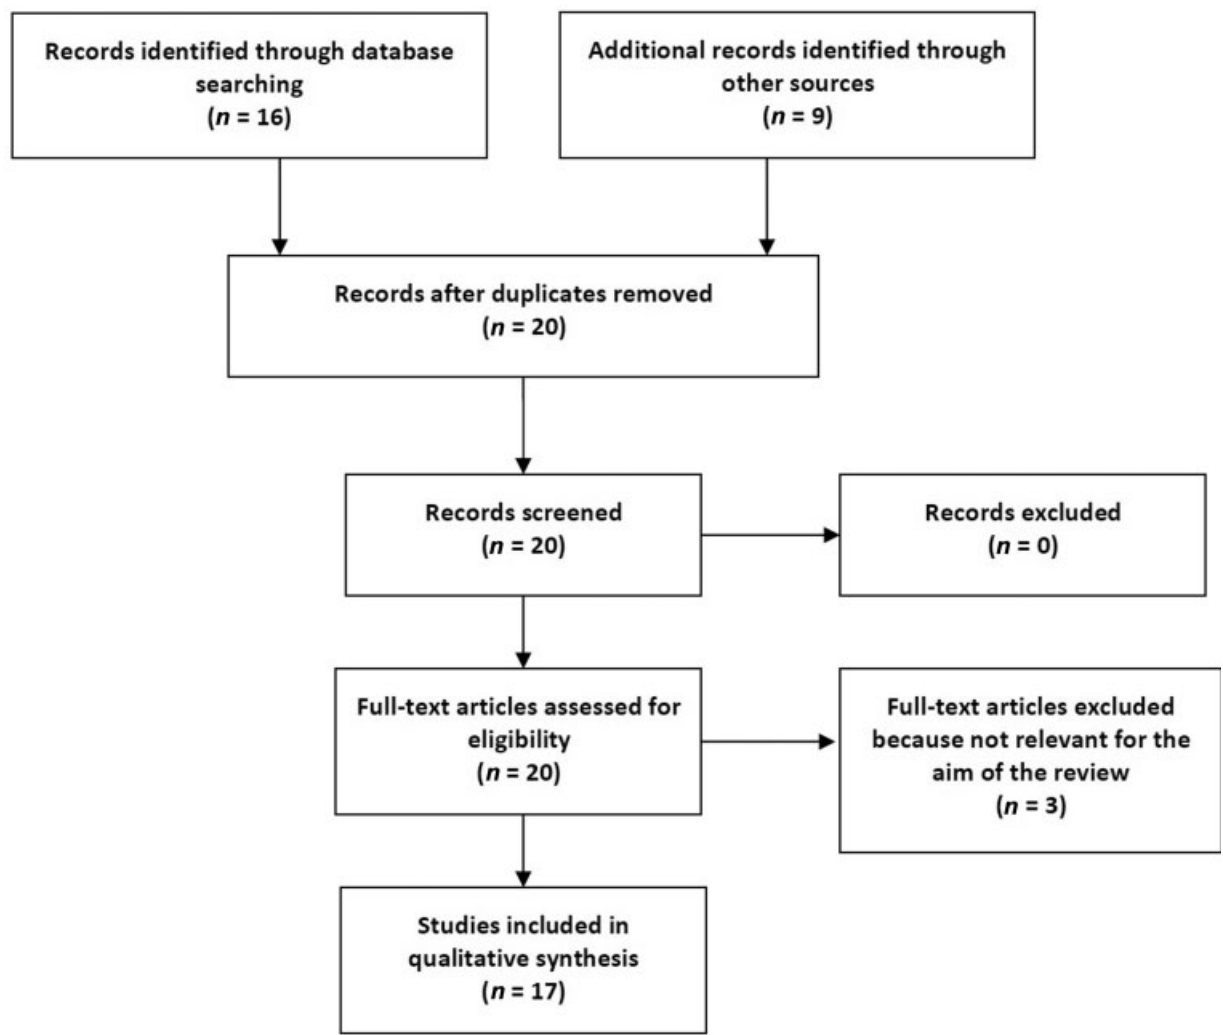 Records identified through database
searching
(n = 16)
Additional records identified through
other sources
(n = 9)
Records after duplicates removed
(n = 20)
Records screened
(n = 20)
Records excluded
(n = 0)
Full-text articles assessed for
eligibility
(n = 20)
Full-text articles excluded
because not relevant for the
aim of the review
(n = 3)
Studies included in
qualitative synthesis
(n = 17)